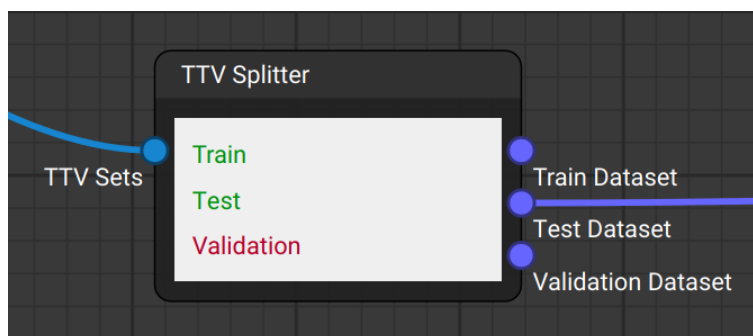 TTV Splitter
TTV Sets
Train
Test
Validation
Train Dataset
Test Dataset
Validation Dataset